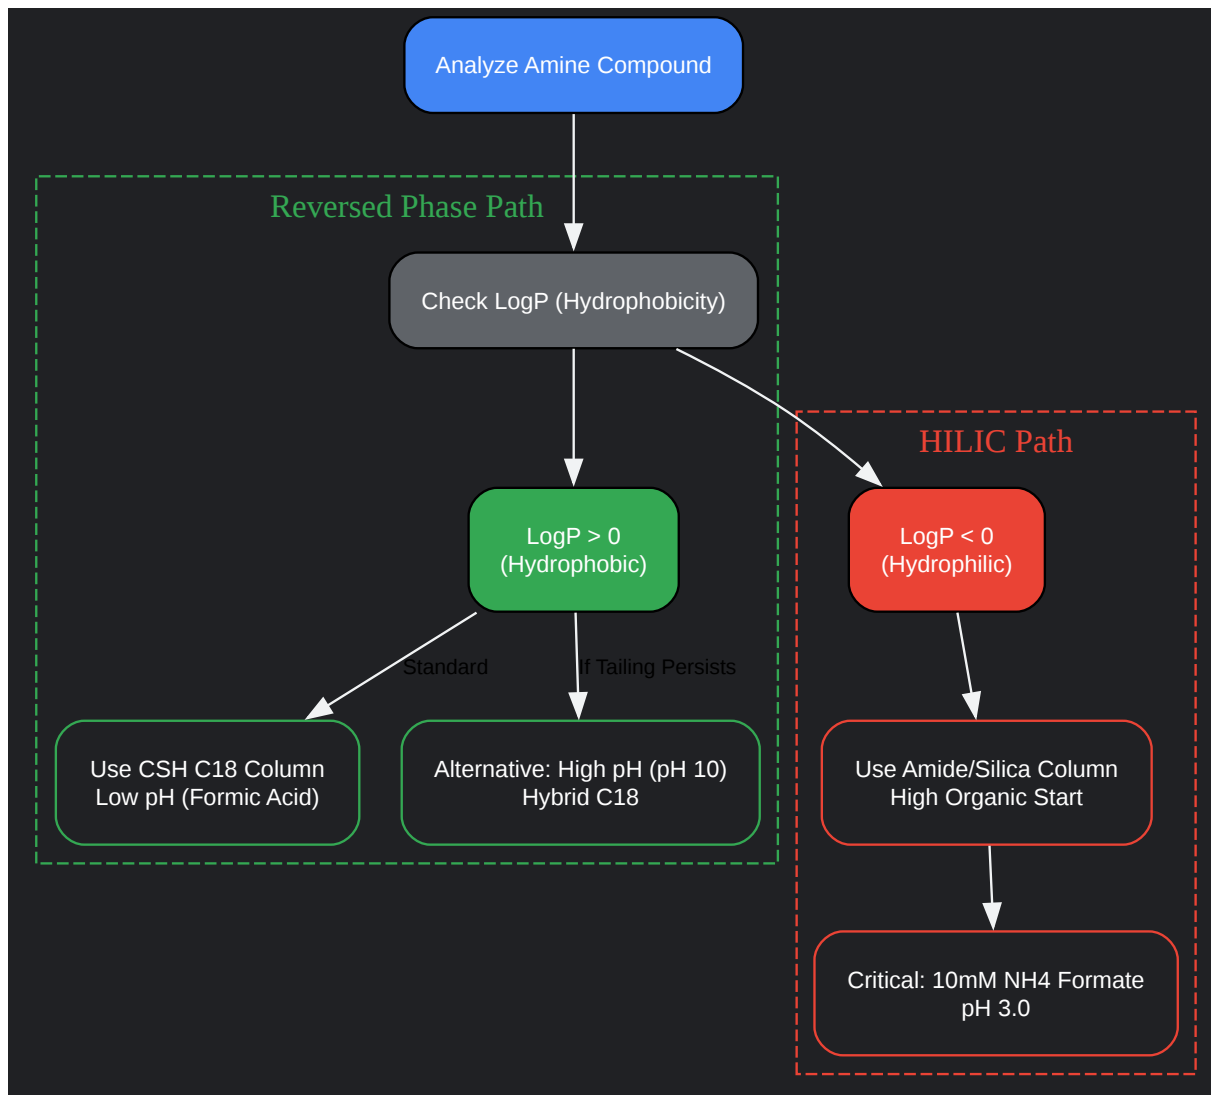 Analyze Amine Compound
Reversed Phase Path
Check LogP (Hydrophobicity)
HILIC Path
LogP > 0
(Hydrophobic)
LogP < 0
(Hydrophilic)
Standard
If Tailing Persists
Use CSH C18 Column
Low pH (Formic Acid)
Alternative: High pH (pH 10)
Hybrid C18
Use Amide/Silica Column
High Organic Start
Critical: 10mM NH4 Formate
pH 3.0